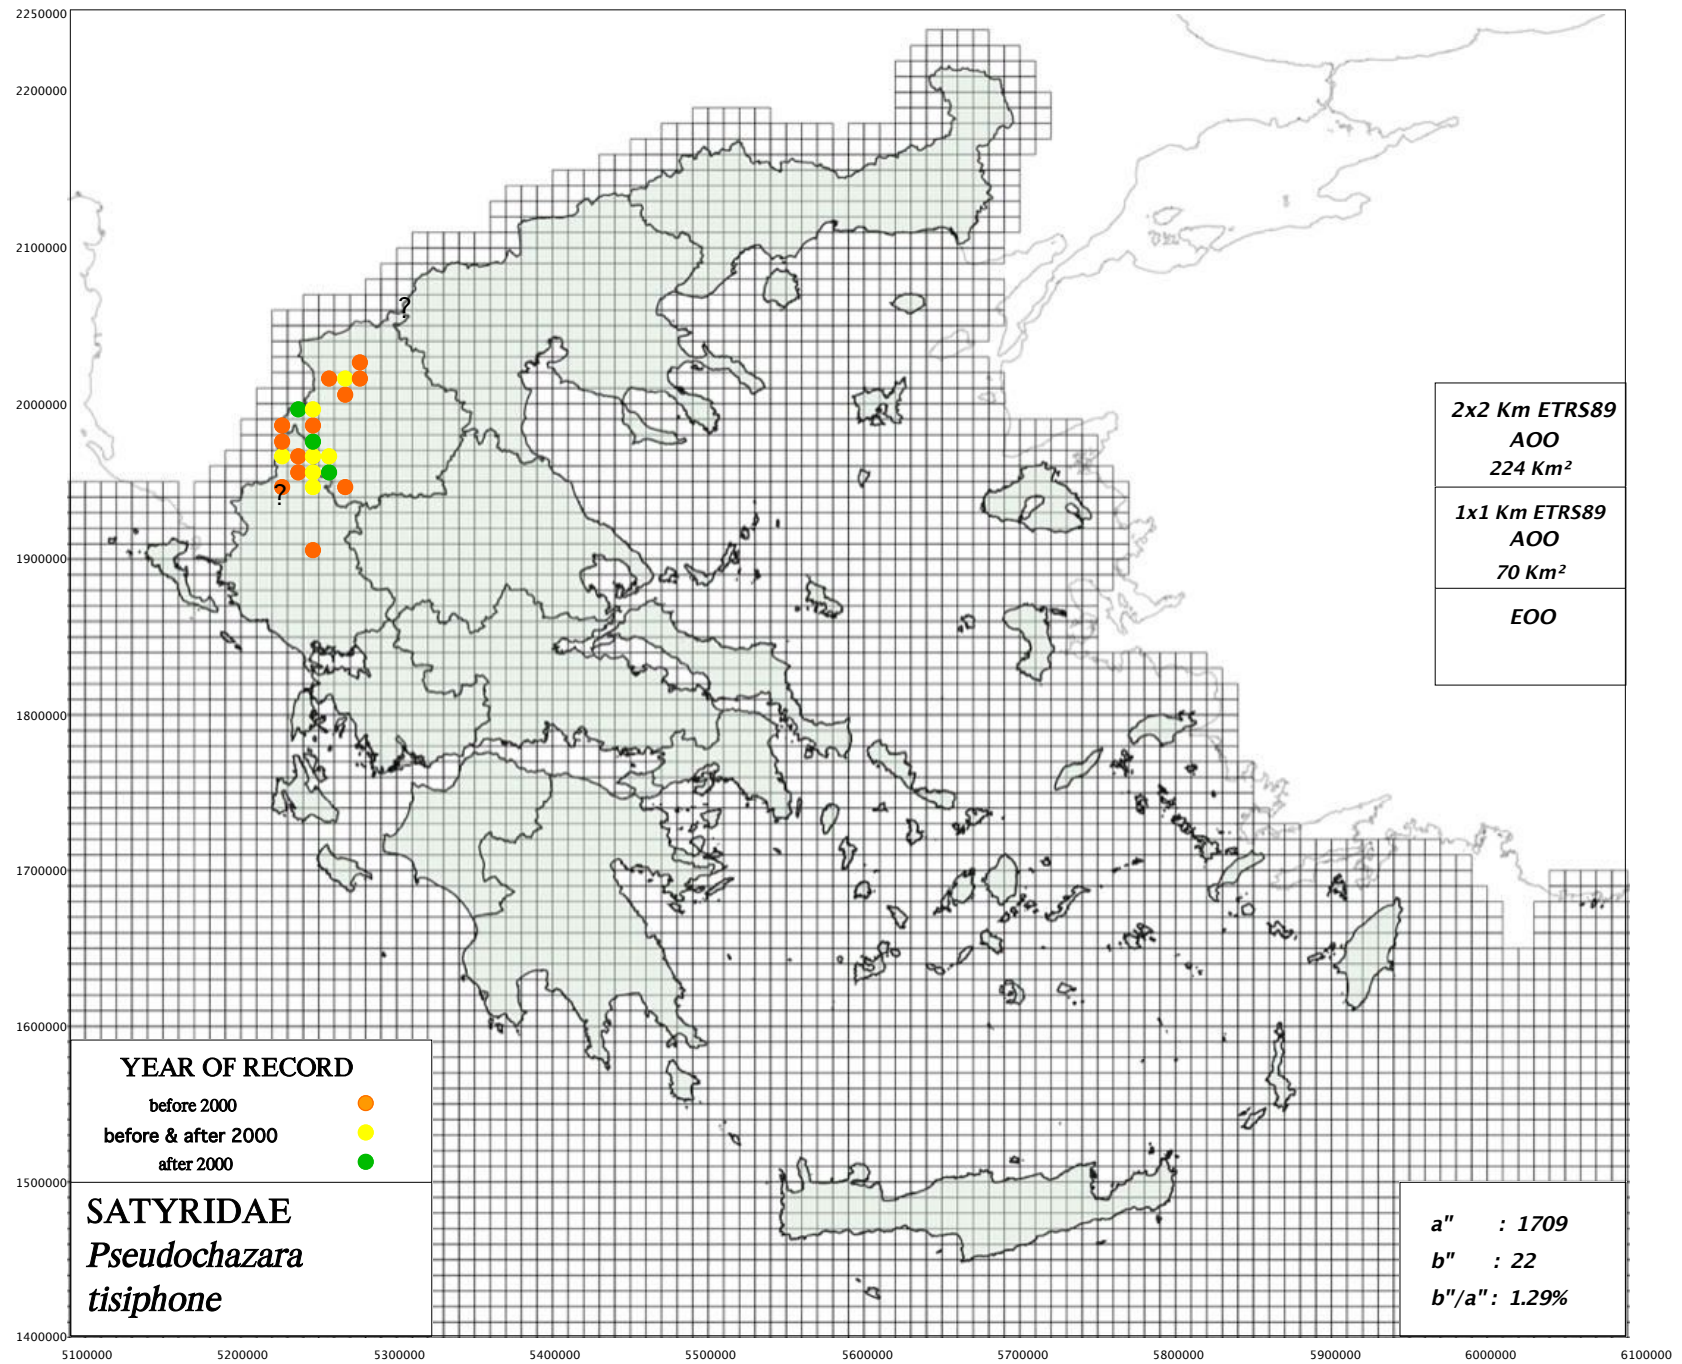 2250000
2200000
2100000
2000000
1900000
1800000
1700000
1600000
1500000
1400000
?
?
2x2 Km ETRS89
AOO
224 Km²
1x1 Km ETRS89
AOO
70 Km²
EOO
YEAR OF RECORD
before 2000
before & after 2000
after 2000
SATYRIDAE
Pseudochazara
tisiphone
a" : 1709
b" : 22
b"/a" : 1.29%
5100000 5200000 5300000 5400000 5500000 5600000 5700000 5800000 5900000 6000000 6100000